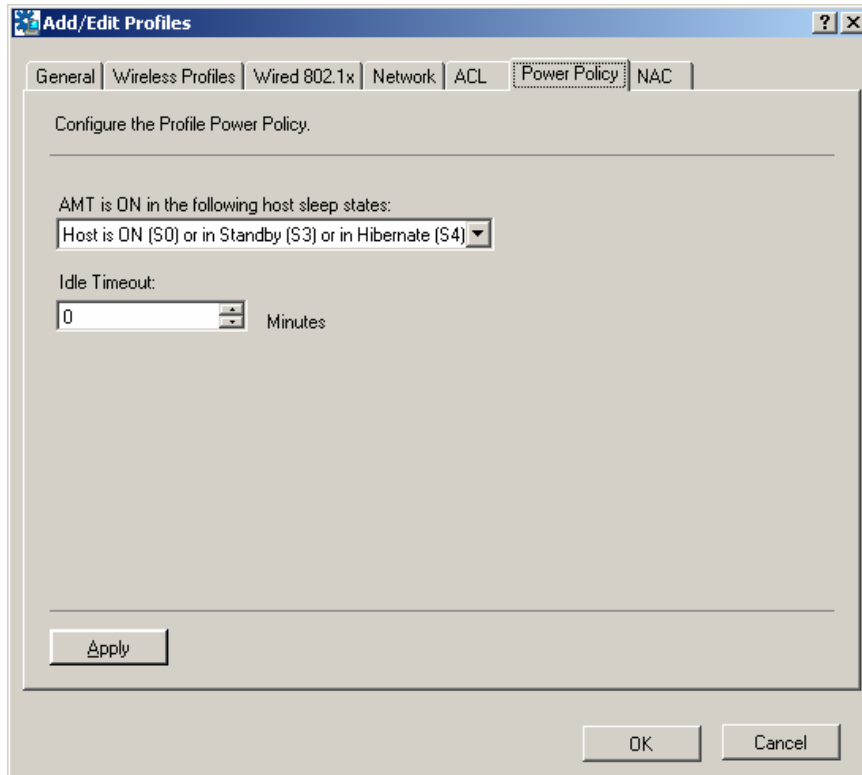 Add/Edit Profiles
General Wireless Profiles Wired 802.1x Network ACL Power Policy NAC
Configure the Profile Power Policy.
AMT is ON in the following host sleep states:
Host is ON (S0) or in Standby (S3) or in Hibernate (S4)
Idle Timeout:
0 Minutes
Apply
OK Cancel